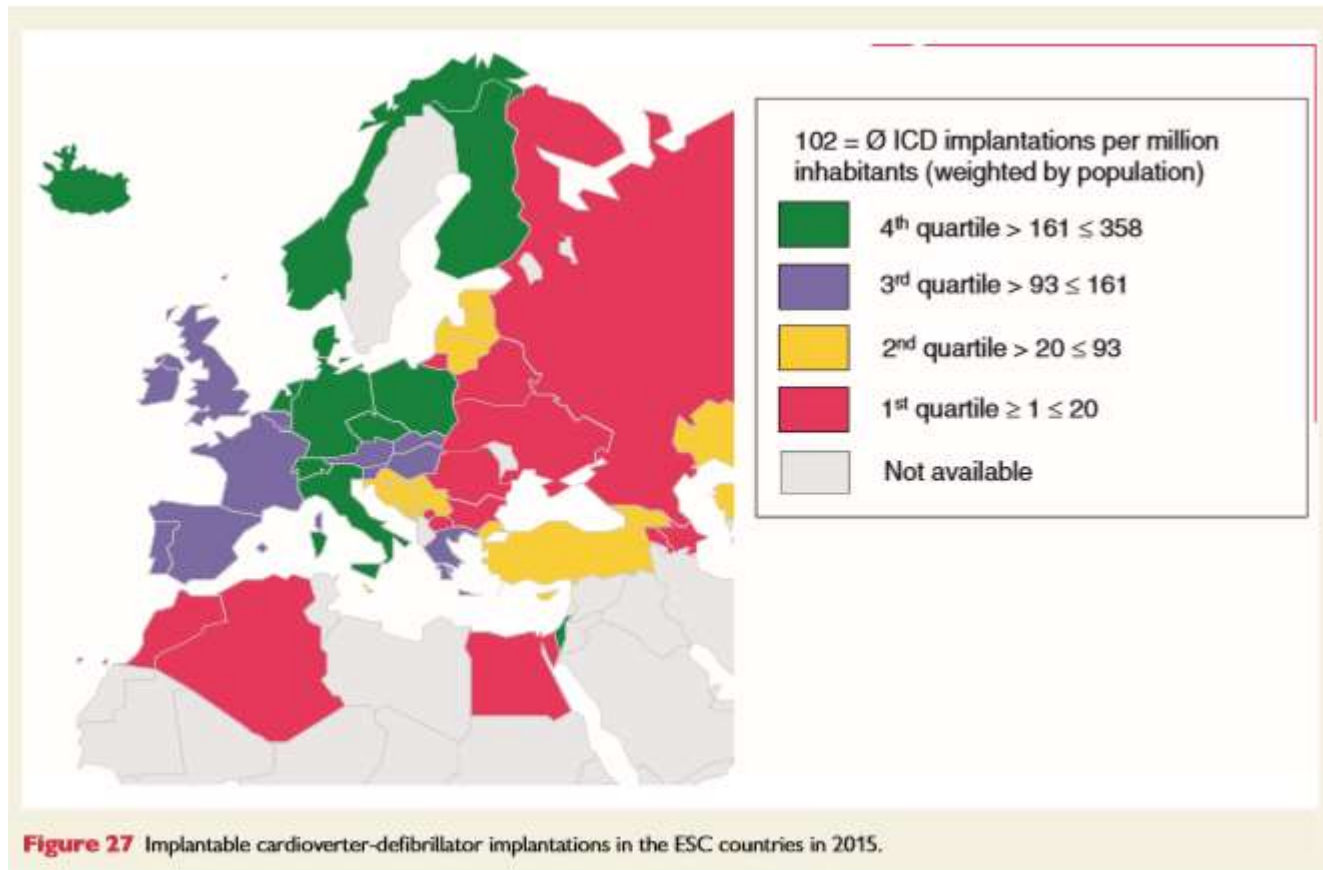 102 = Ø ICD implantations per million
inhabitants (weighted by population)
4th quartile > 161 ≤ 358
3rd quartile > 93 ≤ 161
2nd quartile > 20 ≤ 93
1st quartile ≥ 1 ≤ 20
Not available
Figure 27 Implantable cardioverter-defibrillator implantations in the ESC countries in 2015.